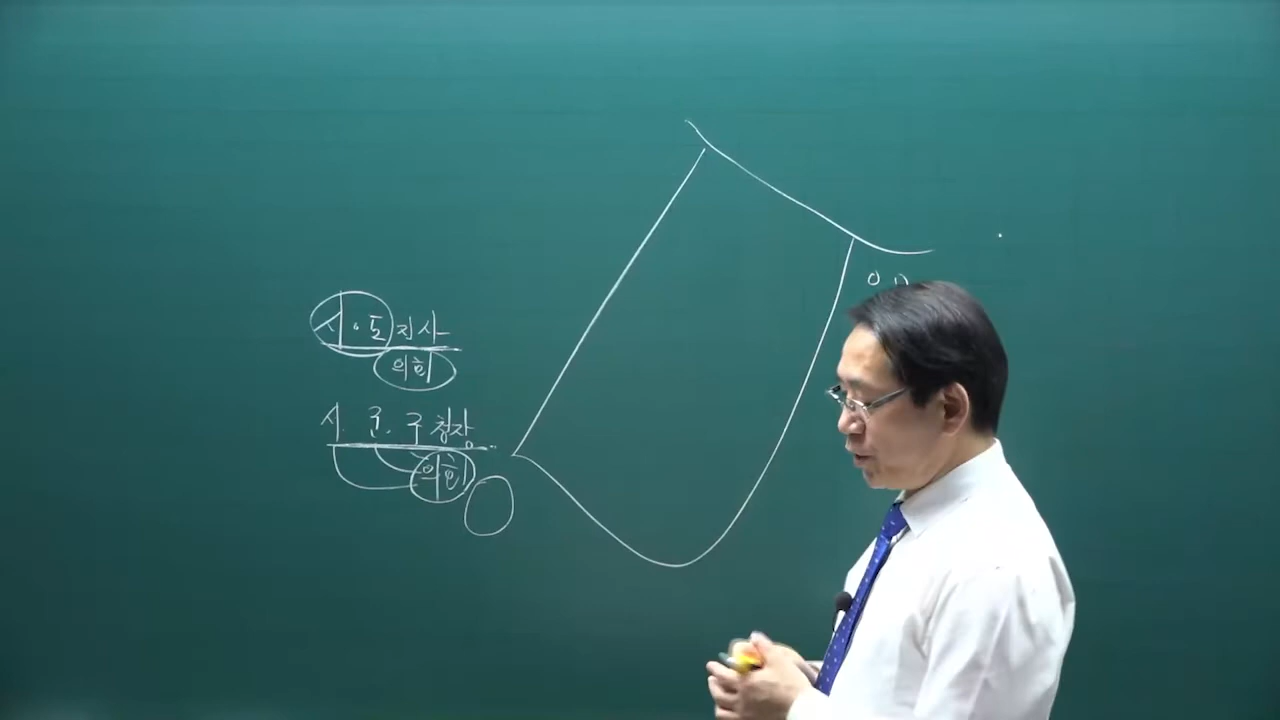 시·도지사
의회
시. 군. 구청장
의회